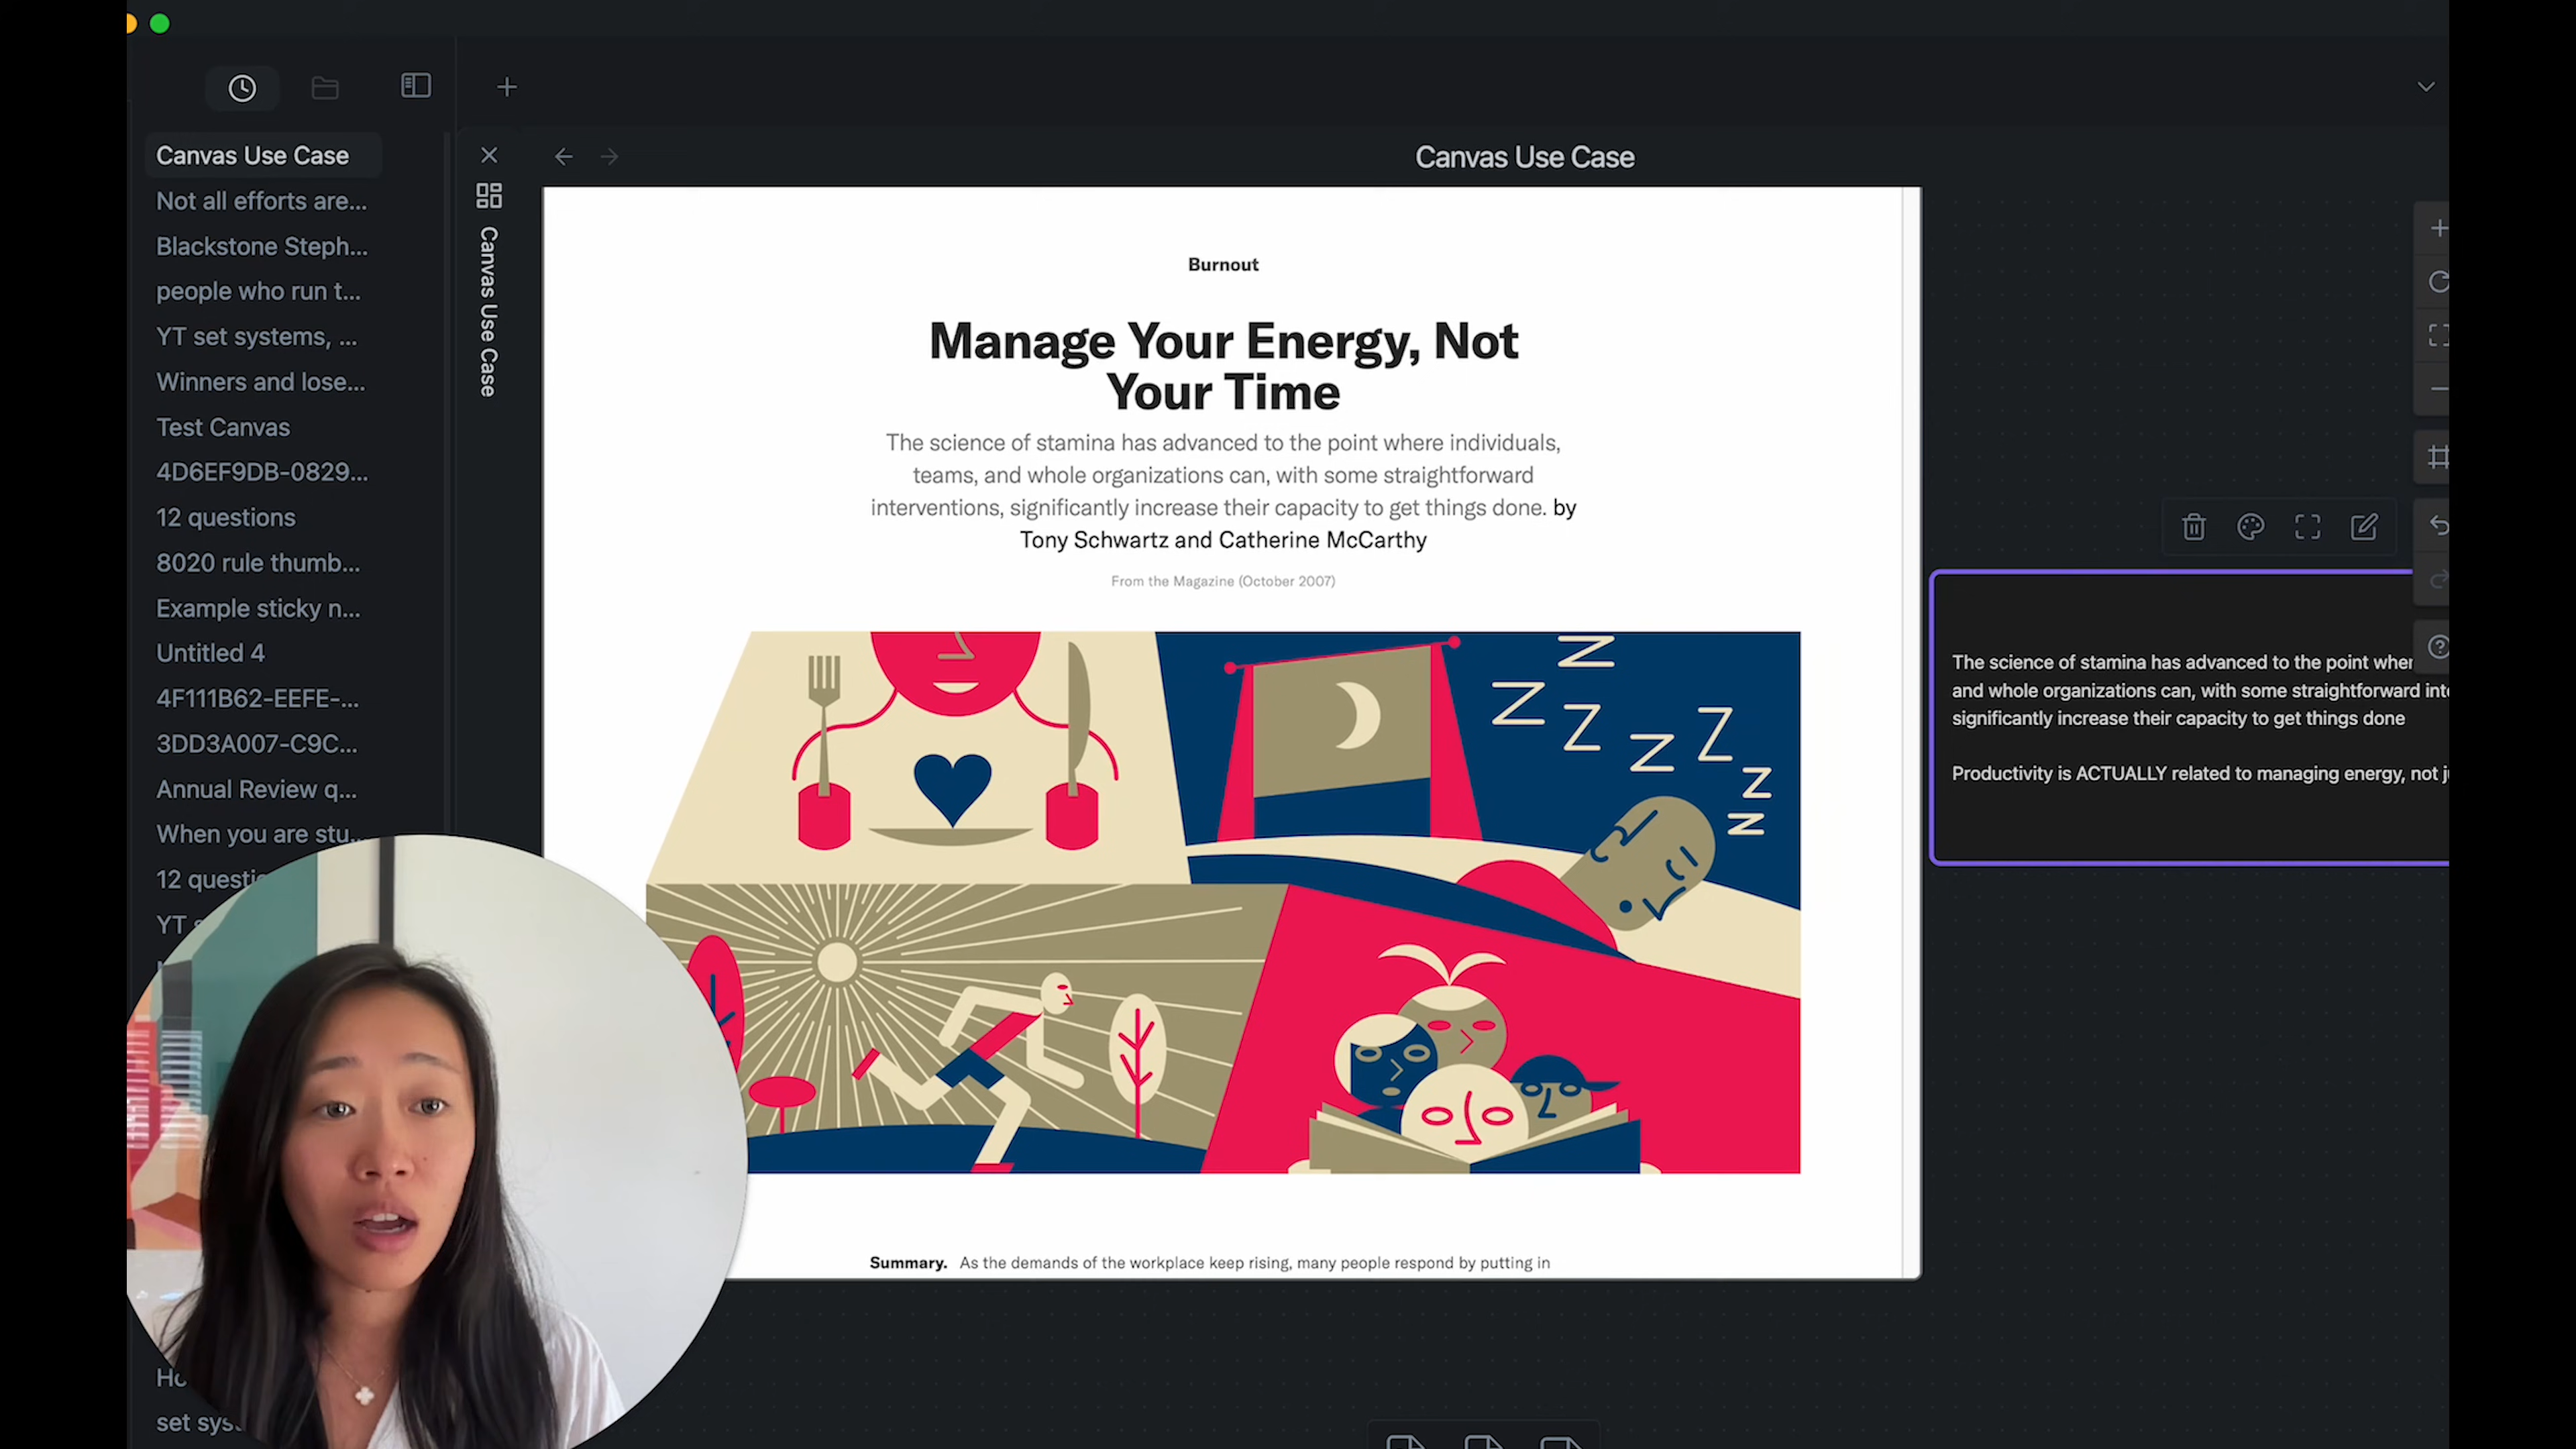 Canvas Use Case
Not all efforts are...
Blackstone Steph...
people who run t...
YT set systems, ...
Winners and lose...
Test Canvas
4D6EF9DB-0829...
12 questions
8020 rule thumb...
Example sticky n...
Untitled 4
4F111B62-EEFE-...
3DD3A007-C9C...
Annual Review q...
When you are stu...
12 questi
YT
Ho
set sys
Canvas Use Case
Canvas Use Case
Burnout
Manage Your Energy, Not
Your Time
The science of stamina has advanced to the point where individuals,
teams, and whole organizations can, with some straightforward
interventions, significantly increase their capacity to get things done. by
Tony Schwartz and Catherine McCarthy
From the Magazine (October 2007)
Z
Z
Z
Z
Z
Z
Z
Summary. As the demands of the workplace keep rising, many people respond by putting in
The science of stamina has advanced to the point wher
and whole organizations can, with some straightforward int
significantly increase their capacity to get things done
Productivity is ACTUALLY related to managing energy, not j